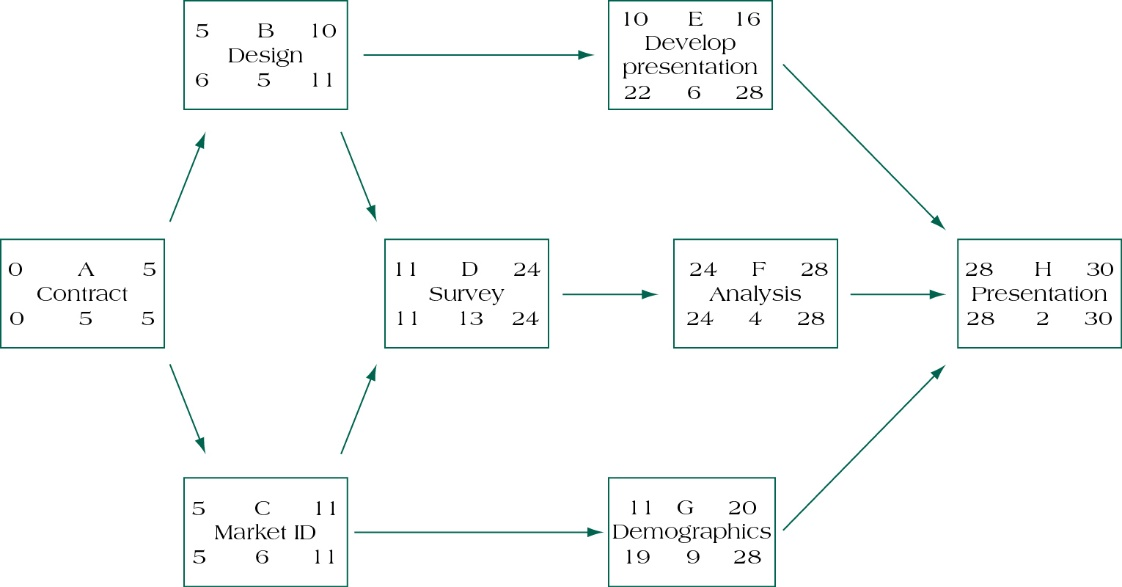 5 B 10
Design
6 5 11
10 E 16
Develop
presentation
22 6 28
0 A 5
Contract
0 5 5
11 D 24
Survey
11 13 24
24 F 28
Analysis
24 4 28
28 H 30
Presentation
28 2 30
5 C 11
Market ID
5 6 11
11 G 20
Demographics
19 9 28